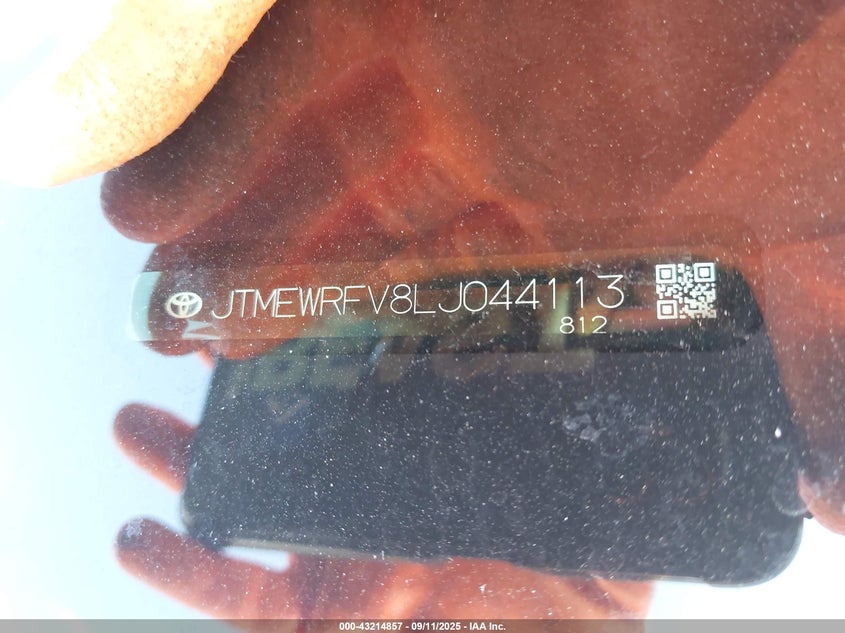 JTMEWRFV8LJ044113
812
000-43214857 - 09/11/2025 - IAA Inc.